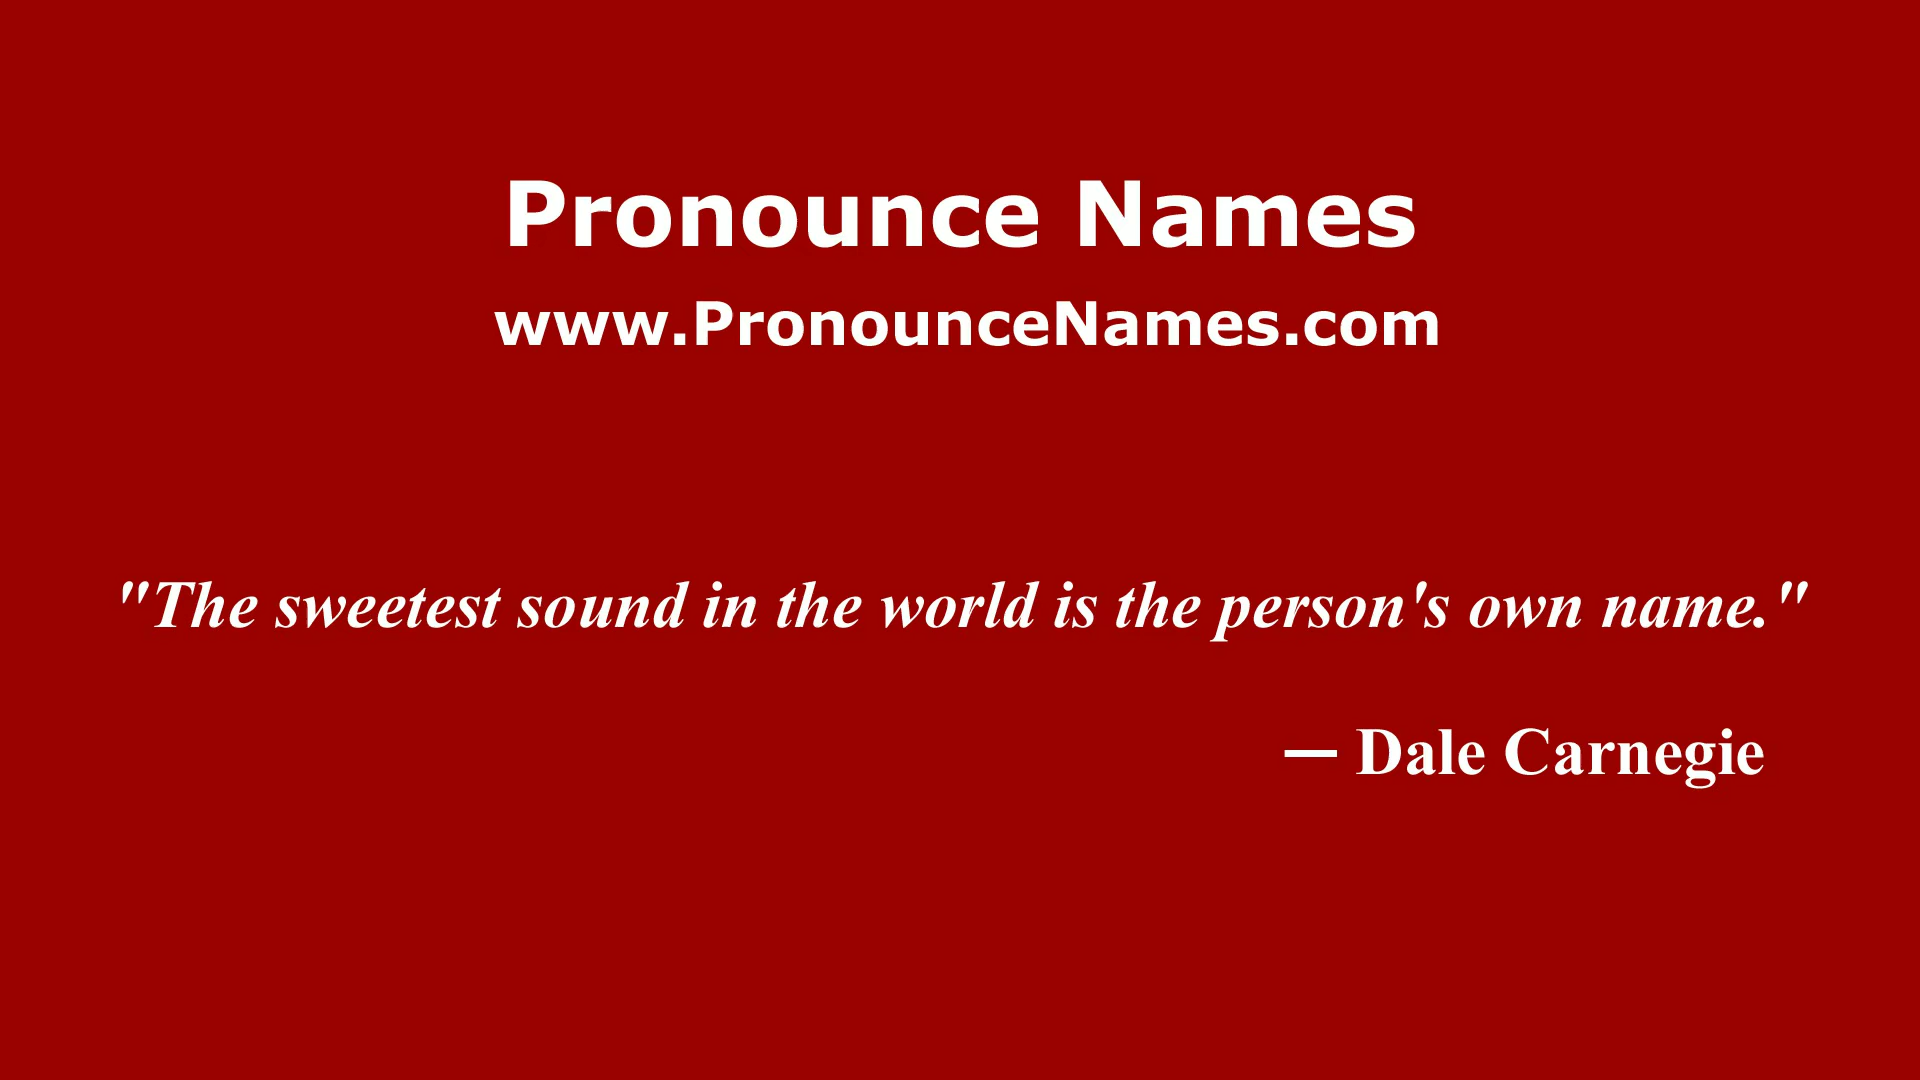 Pronounce Names
www.PronounceNames.com
"The sweetest sound in the world is the person's own name."
— Dale Carnegie